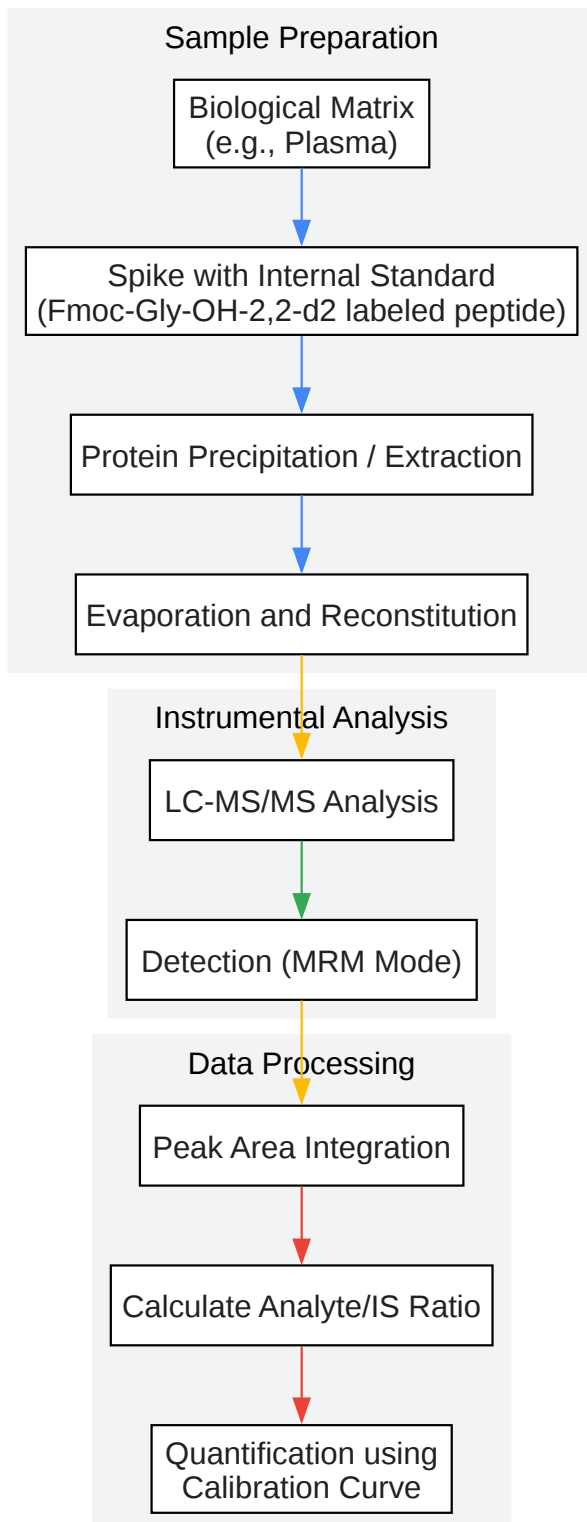 Sample Preparation
Biological Matrix
(e.g., Plasma)
Spike with Internal Standard
(Fmoc-Gly-OH-2,2-d2 labeled peptide)
Protein Precipitation / Extraction
Evaporation and Reconstitution
Instrumental Analysis
LC-MS/MS Analysis
Detection (MRM Mode)
Data Processing
Peak Area Integration
Calculate Analyte/IS Ratio
Quantification using
Calibration Curve